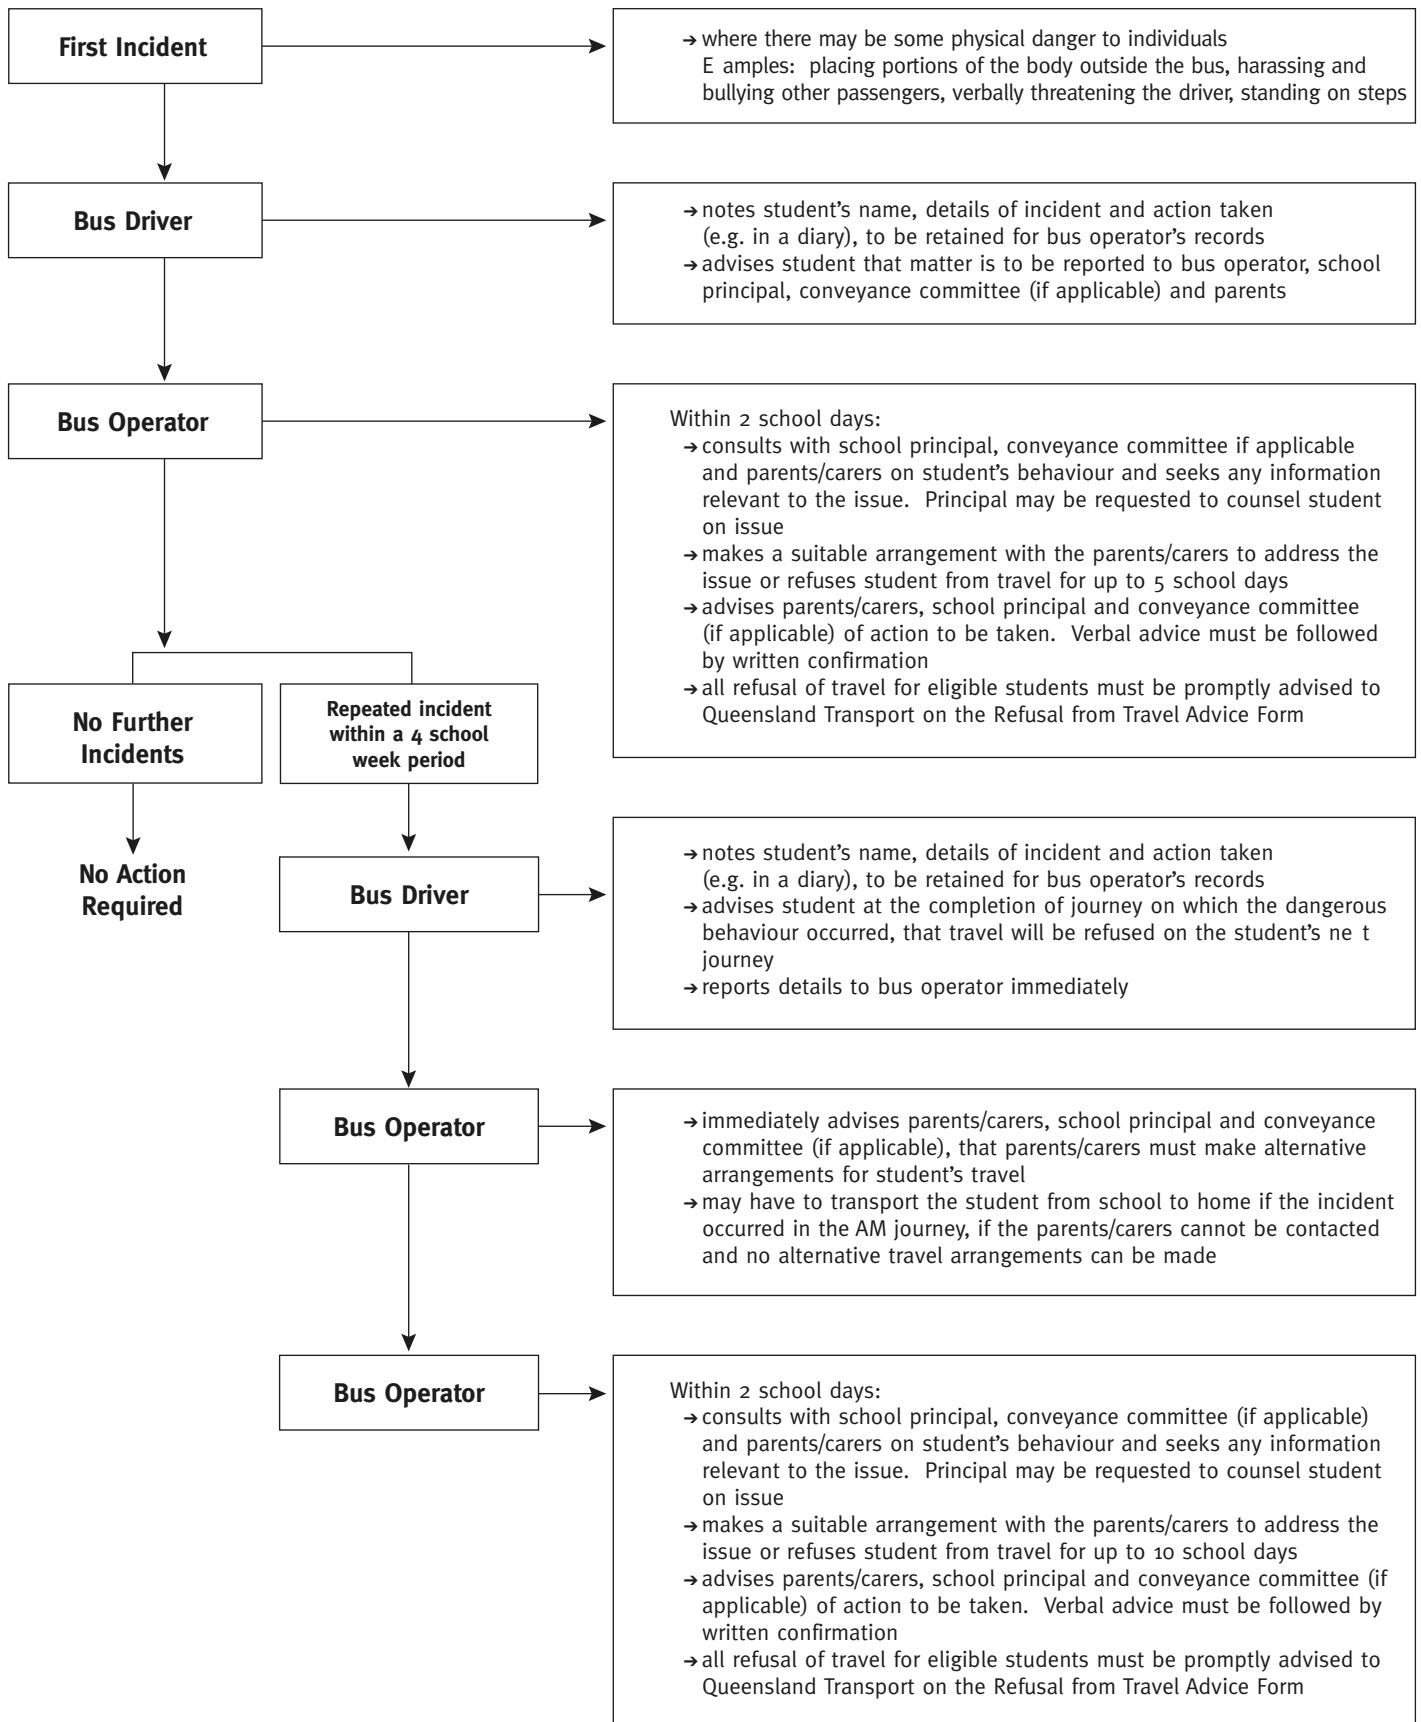 First Incident
➔ where there may be some physical danger to individuals
E amples: placing portions of the body outside the bus, harassing and
bullying other passengers, verbally threatening the driver, standing on steps
Bus Driver
➔ notes student’s name, details of incident and action taken
(e.g. in a diary), to be retained for bus operator’s records
➔ advises student that matter is to be reported to bus operator, school
principal, conveyance committee (if applicable) and parents
Bus Operator
Within 2 school days:
➔ consults with school principal, conveyance committee if applicable
and parents/carers on student’s behaviour and seeks any information
relevant to the issue. Principal may be requested to counsel student
on issue
➔ makes a suitable arrangement with the parents/carers to address the
issue or refuses student from travel for up to 5 school days
➔ advises parents/carers, school principal and conveyance committee
(if applicable) of action to be taken. Verbal advice must be followed
by written confirmation
➔ all refusal of travel for eligible students must be promptly advised to
Queensland Transport on the Refusal from Travel Advice Form
No Further
Incidents
Repeated incident
within a 4 school
week period
No Action
Required
Bus Driver
➔ notes student’s name, details of incident and action taken
(e.g. in a diary), to be retained for bus operator’s records
➔ advises student at the completion of journey on which the dangerous
behaviour occurred, that travel will be refused on the student’s ne t
journey
➔ reports details to bus operator immediately
Bus Operator
➔ immediately advises parents/carers, school principal and conveyance
committee (if applicable), that parents/carers must make alternative
arrangements for student’s travel
➔ may have to transport the student from school to home if the incident
occurred in the AM journey, if the parents/carers cannot be contacted
and no alternative travel arrangements can be made
Bus Operator
Within 2 school days:
➔ consults with school principal, conveyance committee (if applicable)
and parents/carers on student’s behaviour and seeks any information
relevant to the issue. Principal may be requested to counsel student
on issue
➔ makes a suitable arrangement with the parents/carers to address the
issue or refuses student from travel for up to 10 school days
➔ advises parents/carers, school principal and conveyance committee (if
applicable) of action to be taken. Verbal advice must be followed by
written confirmation
➔ all refusal of travel for eligible students must be promptly advised to
Queensland Transport on the Refusal from Travel Advice Form